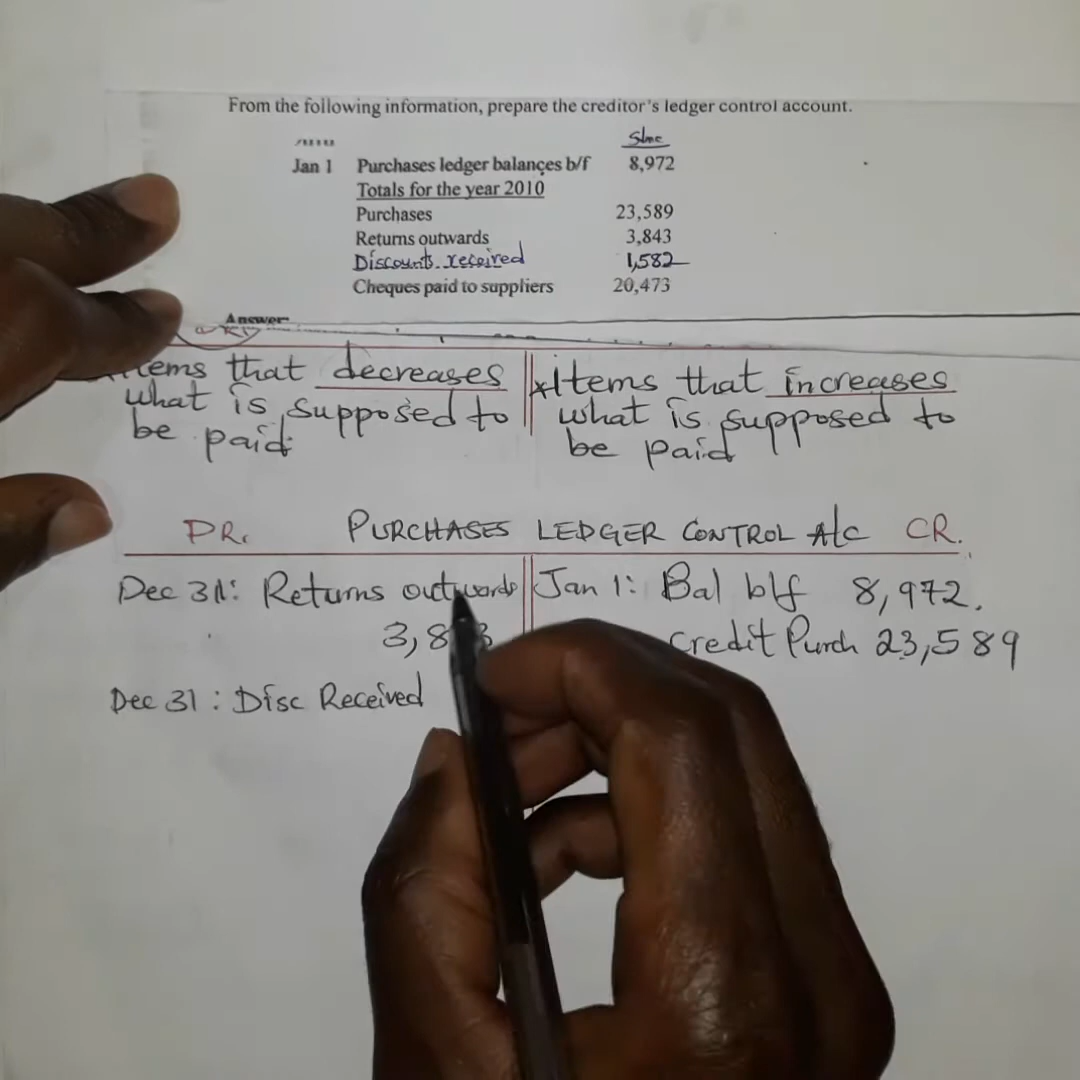 From the following information, prepare the creditor's ledger control account.
Shs
Jan 1 Purchases ledger balances b/f 8,972
Totals for the year 2010
Purchases 23,589
Returns outwards 3,843
Discounts received 1,582
Cheques paid to suppliers 20,473
Answer
Items that decreases
what is supposed to
be paid
*Items that increases
what is supposed to
be paid
DR. PURCHASES LEDGER CONTROL A/C CR.
Dec 31: Returns outwards
3,843
Dec 31: Disc Received
Jan 1: Bal b/f 8,972.
Credit Purch 23,589